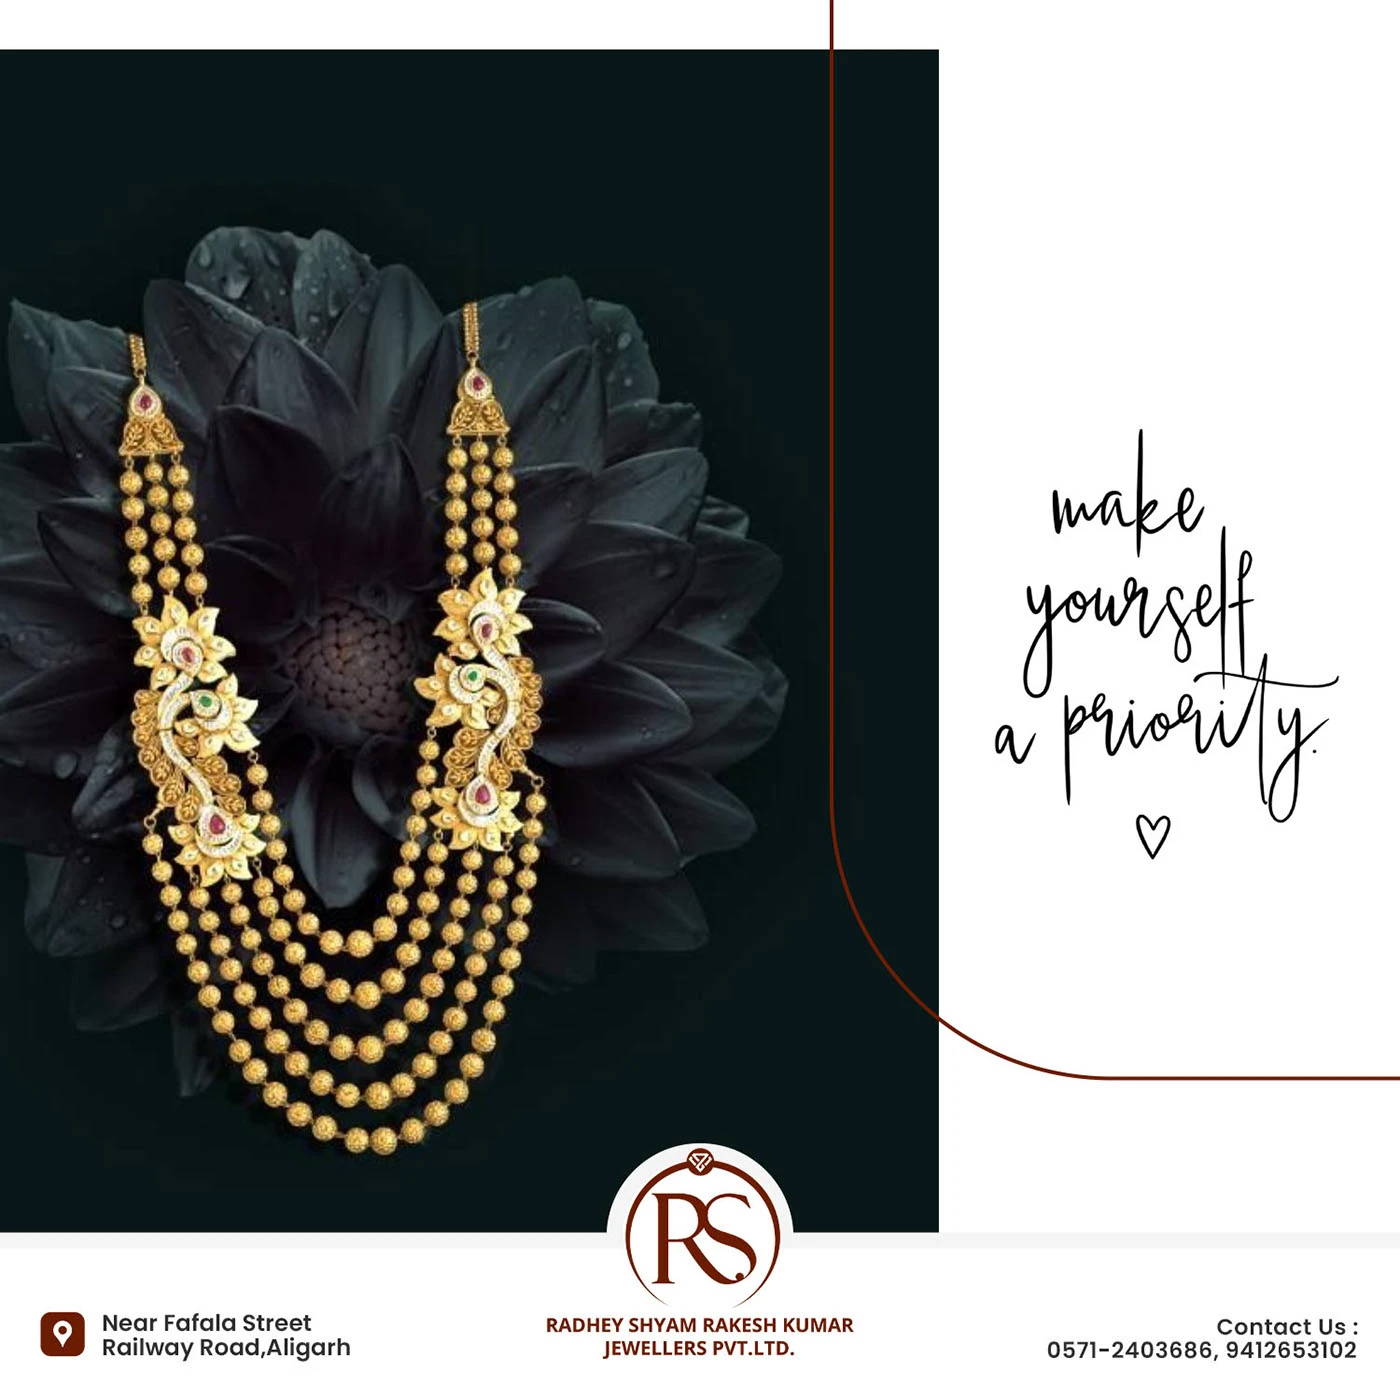 make
yourself
a priority.
RS
RADHEY SHYAM RAKESH KUMAR
JEWELLERS PVT.LTD.
Near Fafala Street
Railway Road,Aligarh
Contact Us :
0571-2403686, 9412653102